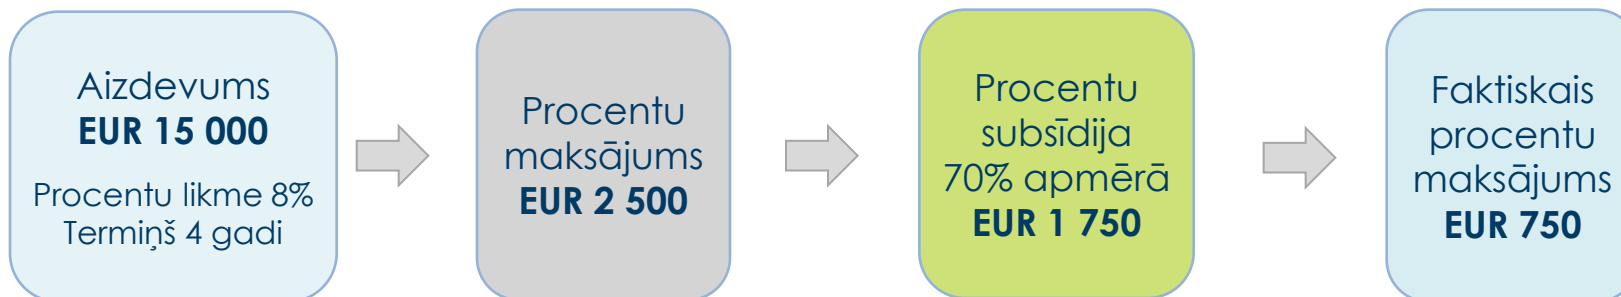 Aizdevums
EUR 15 000
Procentu likme 8%
Termiņš 4 gadi
Procentu
maksājums
EUR 2 500
Procentu
subsīdija
70% apmērā
EUR 1 750
Faktiskais
procentu
maksājums
EUR 750